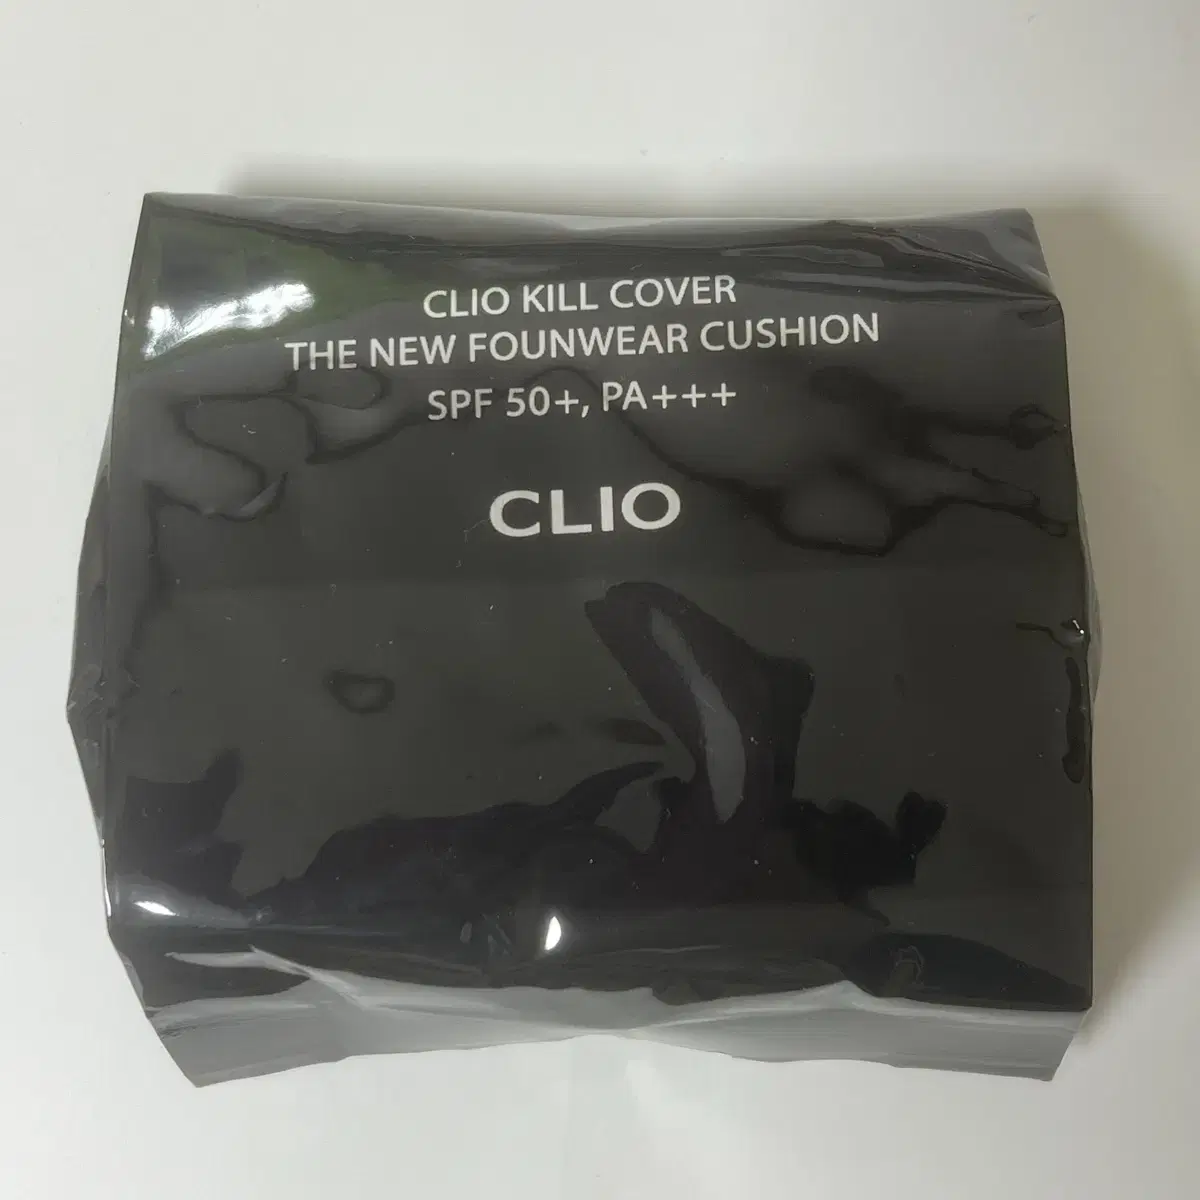 CLIO KILL COVER
THE NEW FOUNWEAR CUSHION
SPF 50+, PA+++
CLIO